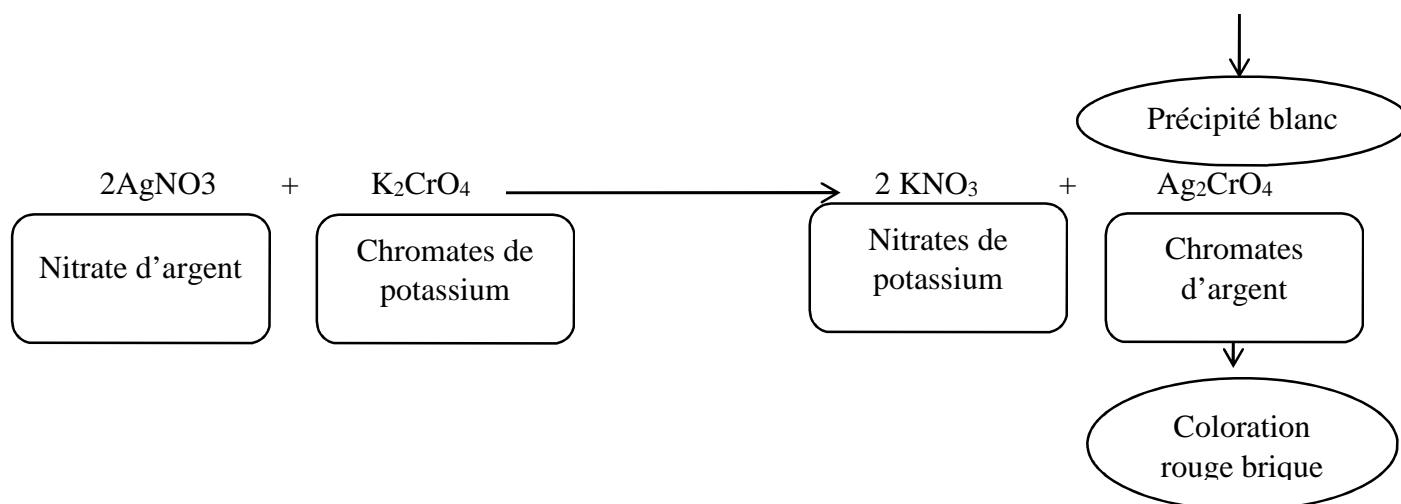 Précipité blanc
2AgNO3 + K₂CrO₄ 2 KNO₃ + Ag₂CrO₄
Nitrate d’argent
Chromates de
potassium
Nitrates de
potassium
Chromates
d’argent
Coloration
rouge brique